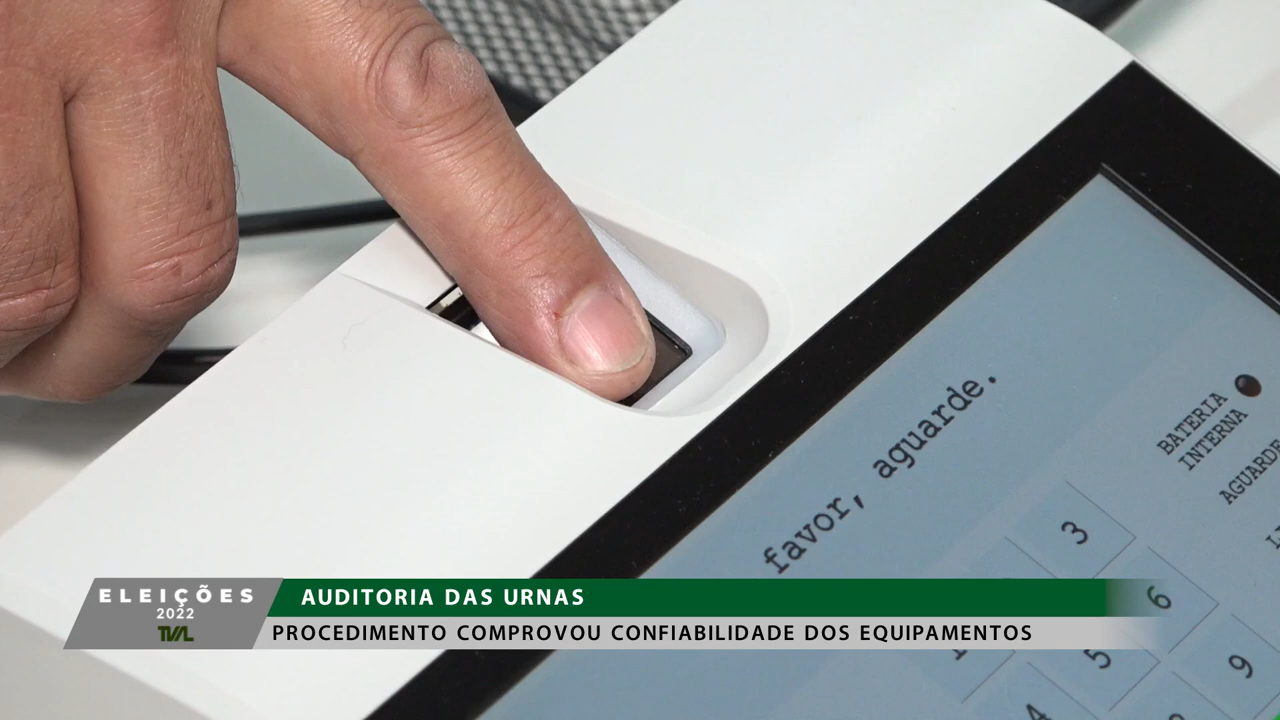 favor, aguarde.
BATERIA
INTERNA
AGUARDE
3
6
5
9
4
ELEIÇÕES
2022
TVAL
AUDITORIA DAS URNAS
PROCEDIMENTO COMPROVOU CONFIABILIDADE DOS EQUIPAMENTOS